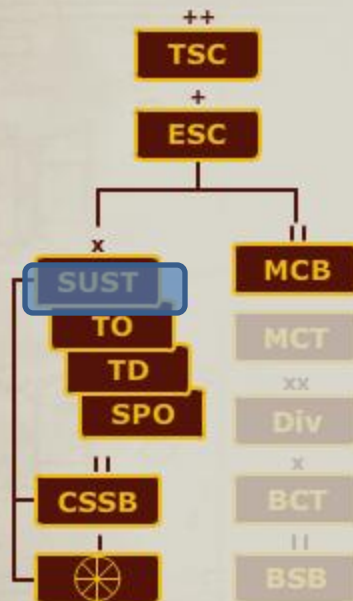 ++
TSC
+
ESC
x
SUST
TO
TD
SPO
II
CSSB
I
II
MCB
MCT
xx
Div
x
BCT
II
BSB